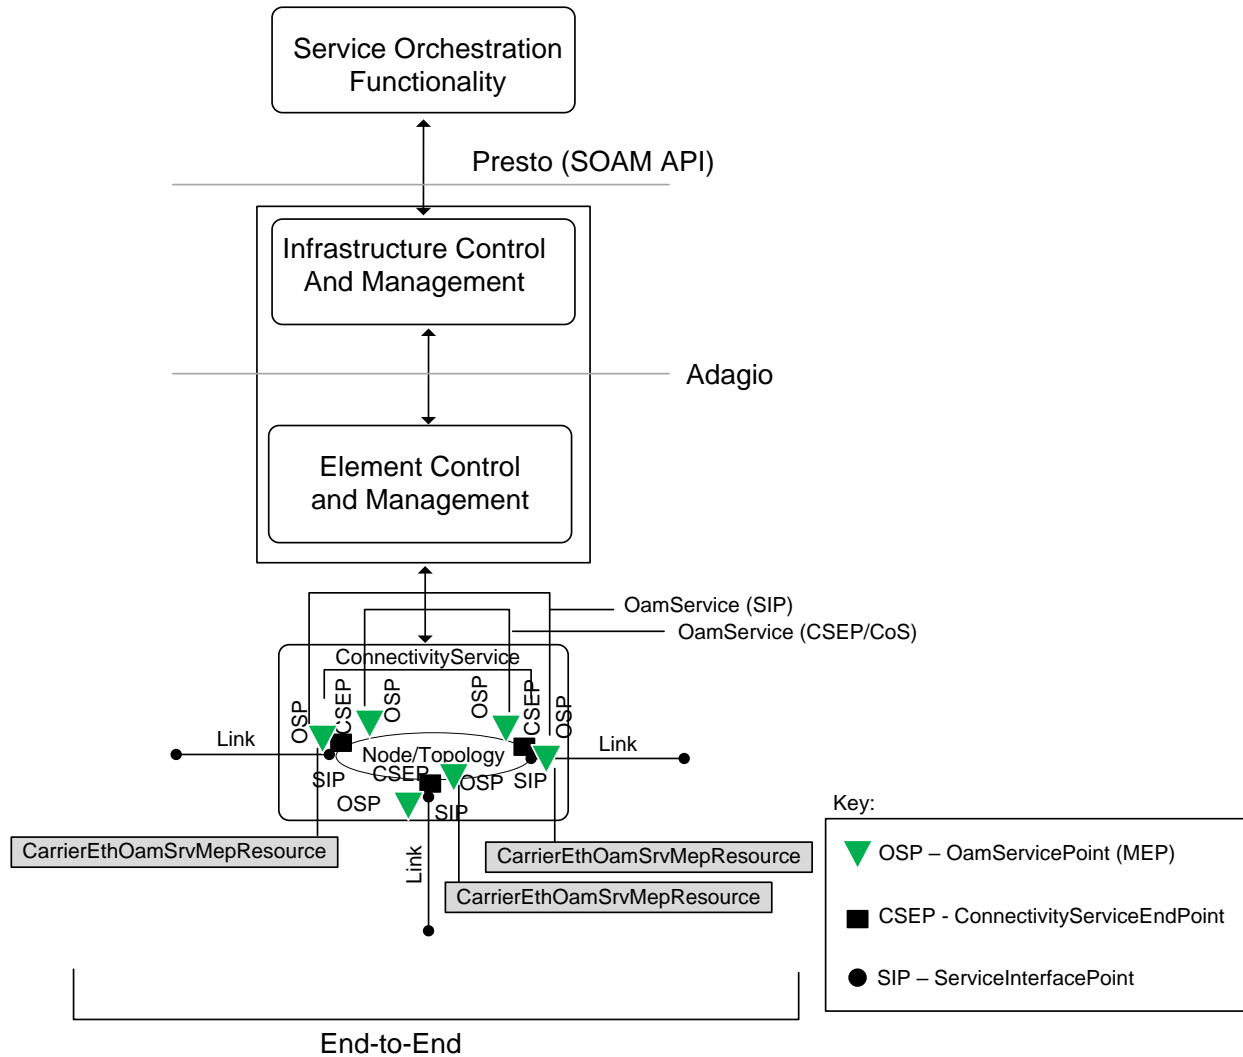 Service Orchestration
Functionality
Presto (SOAM API)
Infrastructure Control
And Management
Adagio
Element Control
and Management
OamService (SIP)
OamService (CSEP/CoS)
ConnectivityService
OSP
CSEP
OSP
OSP
CSEP
OSP
Link
Node/Topology
Link
SIP
CSEP
OSP
SIP
OSP
SIP
Link
CarrierEthOamSrvMepResource
CarrierEthOamSrvMepResource
CarrierEthOamSrvMepResource
Key:
OSP – OamServicePoint (MEP)
CSEP - ConnectivityServiceEndPoint
SIP – ServiceInterfacePoint
End-to-End